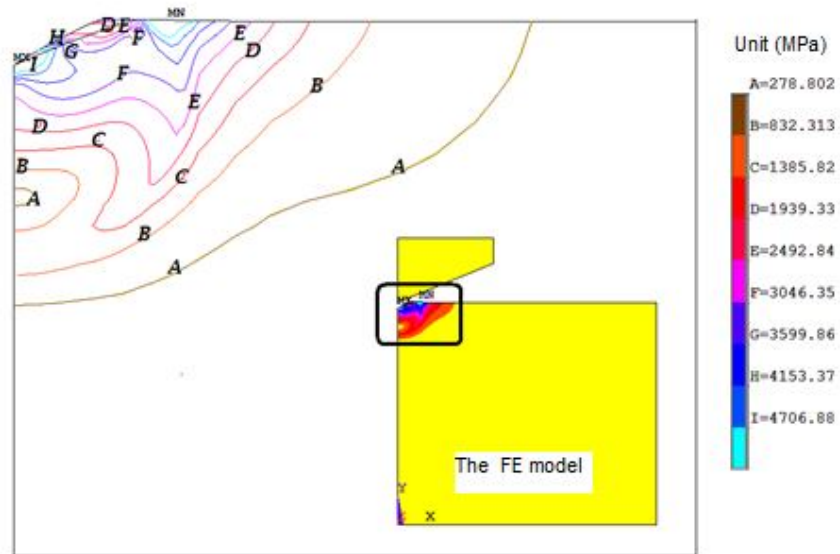 MN
D E
H F E
MX G D
I
F B
E
D
C
B C A
A
B
A
Unit (MPa)
A=278.802
B=832.313
C=1385.82
D=1939.33
E=2492.84
F=3046.35
G=3599.86
H=4153.37
I=4706.88
MX MN
The FE model
Y
X